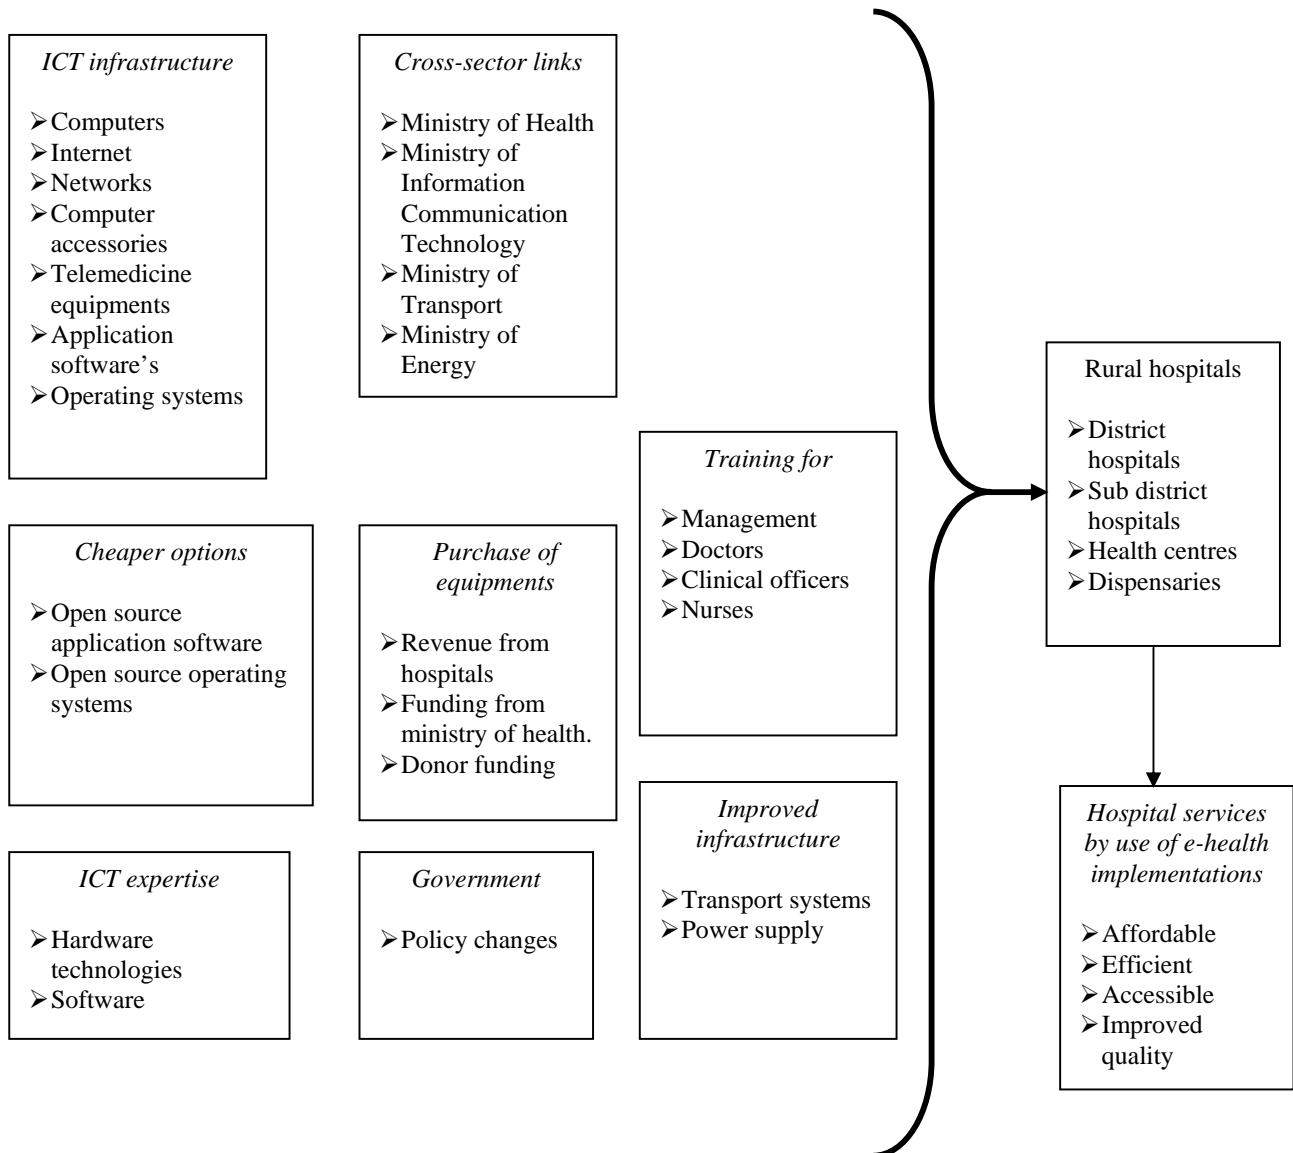 ICT infrastructure
➢Computers
➢Internet
➢Networks
➢Computer
accessories
➢Telemedicine
equipments
➢Application
software’s
➢Operating systems
Cross-sector links
➢Ministry of Health
➢Ministry of
Information
Communication
Technology
➢Ministry of
Transport
➢Ministry of
Energy
Cheaper options
➢Open source
application software
➢Open source operating
systems
Purchase of
equipments
➢Revenue from
hospitals
➢Funding from
ministry of health.
➢Donor funding
Training for
➢Management
➢Doctors
➢Clinical officers
➢Nurses
ICT expertise
➢Hardware
technologies
➢Software
Government
➢Policy changes
Improved
infrastructure
➢Transport systems
➢Power supply
Rural hospitals
➢District
hospitals
➢Sub district
hospitals
➢Health centres
➢Dispensaries
Hospital services
by use of e-health
implementations
➢Affordable
➢Efficient
➢Accessible
➢Improved
quality